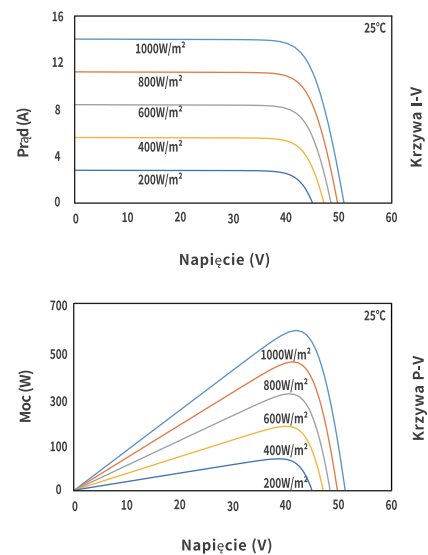 16
25°C
1000W/m²
12
800W/m²
600W/m²
8
400W/m²
4
200W/m²
0
0 10 20 30 40 50 60
Prąd (A)
Krzywa I-V
Napięcie (V)
700
25°C
500
1000W/m²
800W/m²
300
600W/m²
100
400W/m²
200W/m²
0
0 10 20 30 40 50 60
Moc (W)
Krzywa P-V
Napięcie (V)